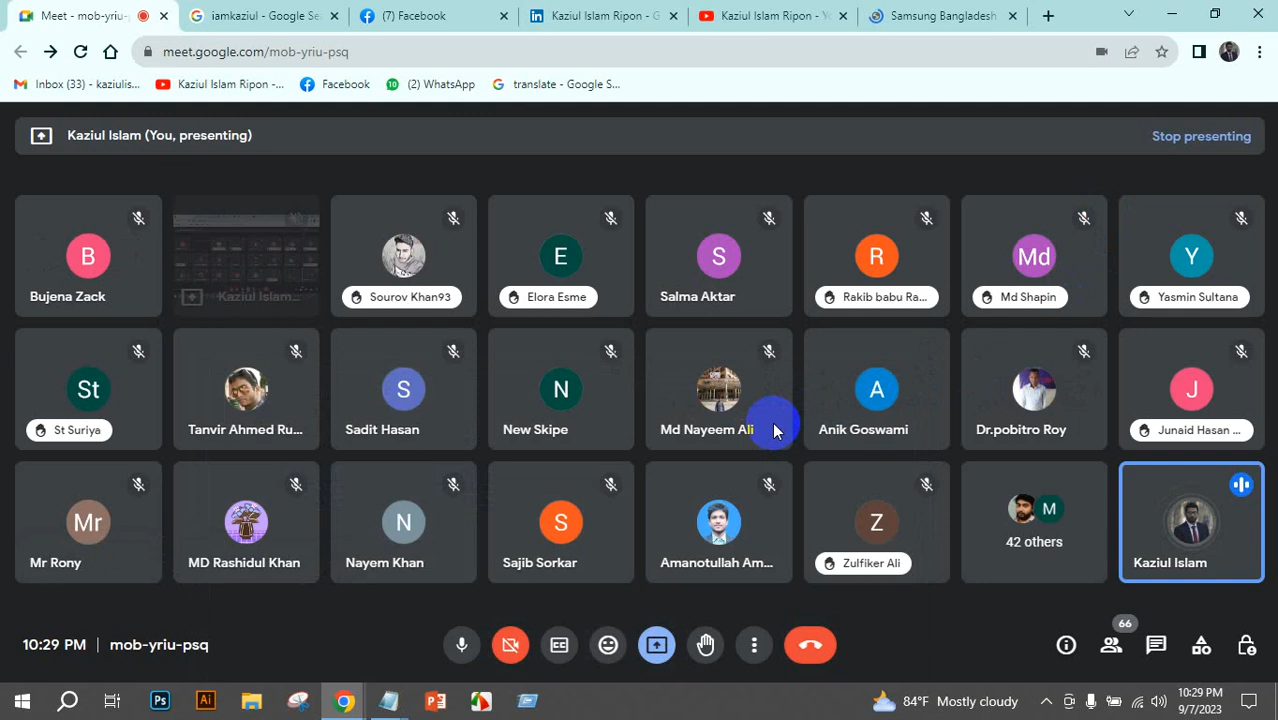 Meet - mob-yriu-p
iamkaziul - Google Se
(7) Facebook
Kaziul Islam Ripon - G
Kaziul Islam Ripon - Yo
Samsung Bangladesh
meet.google.com/mob-yriu-psq
Inbox (33) - kaziulis...
Kaziul Islam Ripon -...
Facebook
10
(2) WhatsApp
translate - Google S...
Kaziul Islam (You, presenting)
Stop presenting
B
E
S
R
Md
Y
Bujena Zack
Kaziul Islam...
Sourov Khan93
Elora Esme
Salma Aktar
Rakib babu Ra...
Md Shapin
Yasmin Sultana
St
S
N
A
J
St Suriya
Tanvir Ahmed Ru...
Sadit Hasan
New Skipe
Md Nayeem Ali
Anik Goswami
Dr.pobitro Roy
Junaid Hasan ...
Mr
N
S
Z
M
42 others
Mr Rony
MD Rashidul Khan
Nayem Khan
Sajib Sorkar
Amanotullah Am...
Zulfiker Ali
Kaziul Islam
66
10:29 PM | mob-yriu-psq
Ps
Ai
84°F Mostly cloudy
10:29 PM
9/7/2023